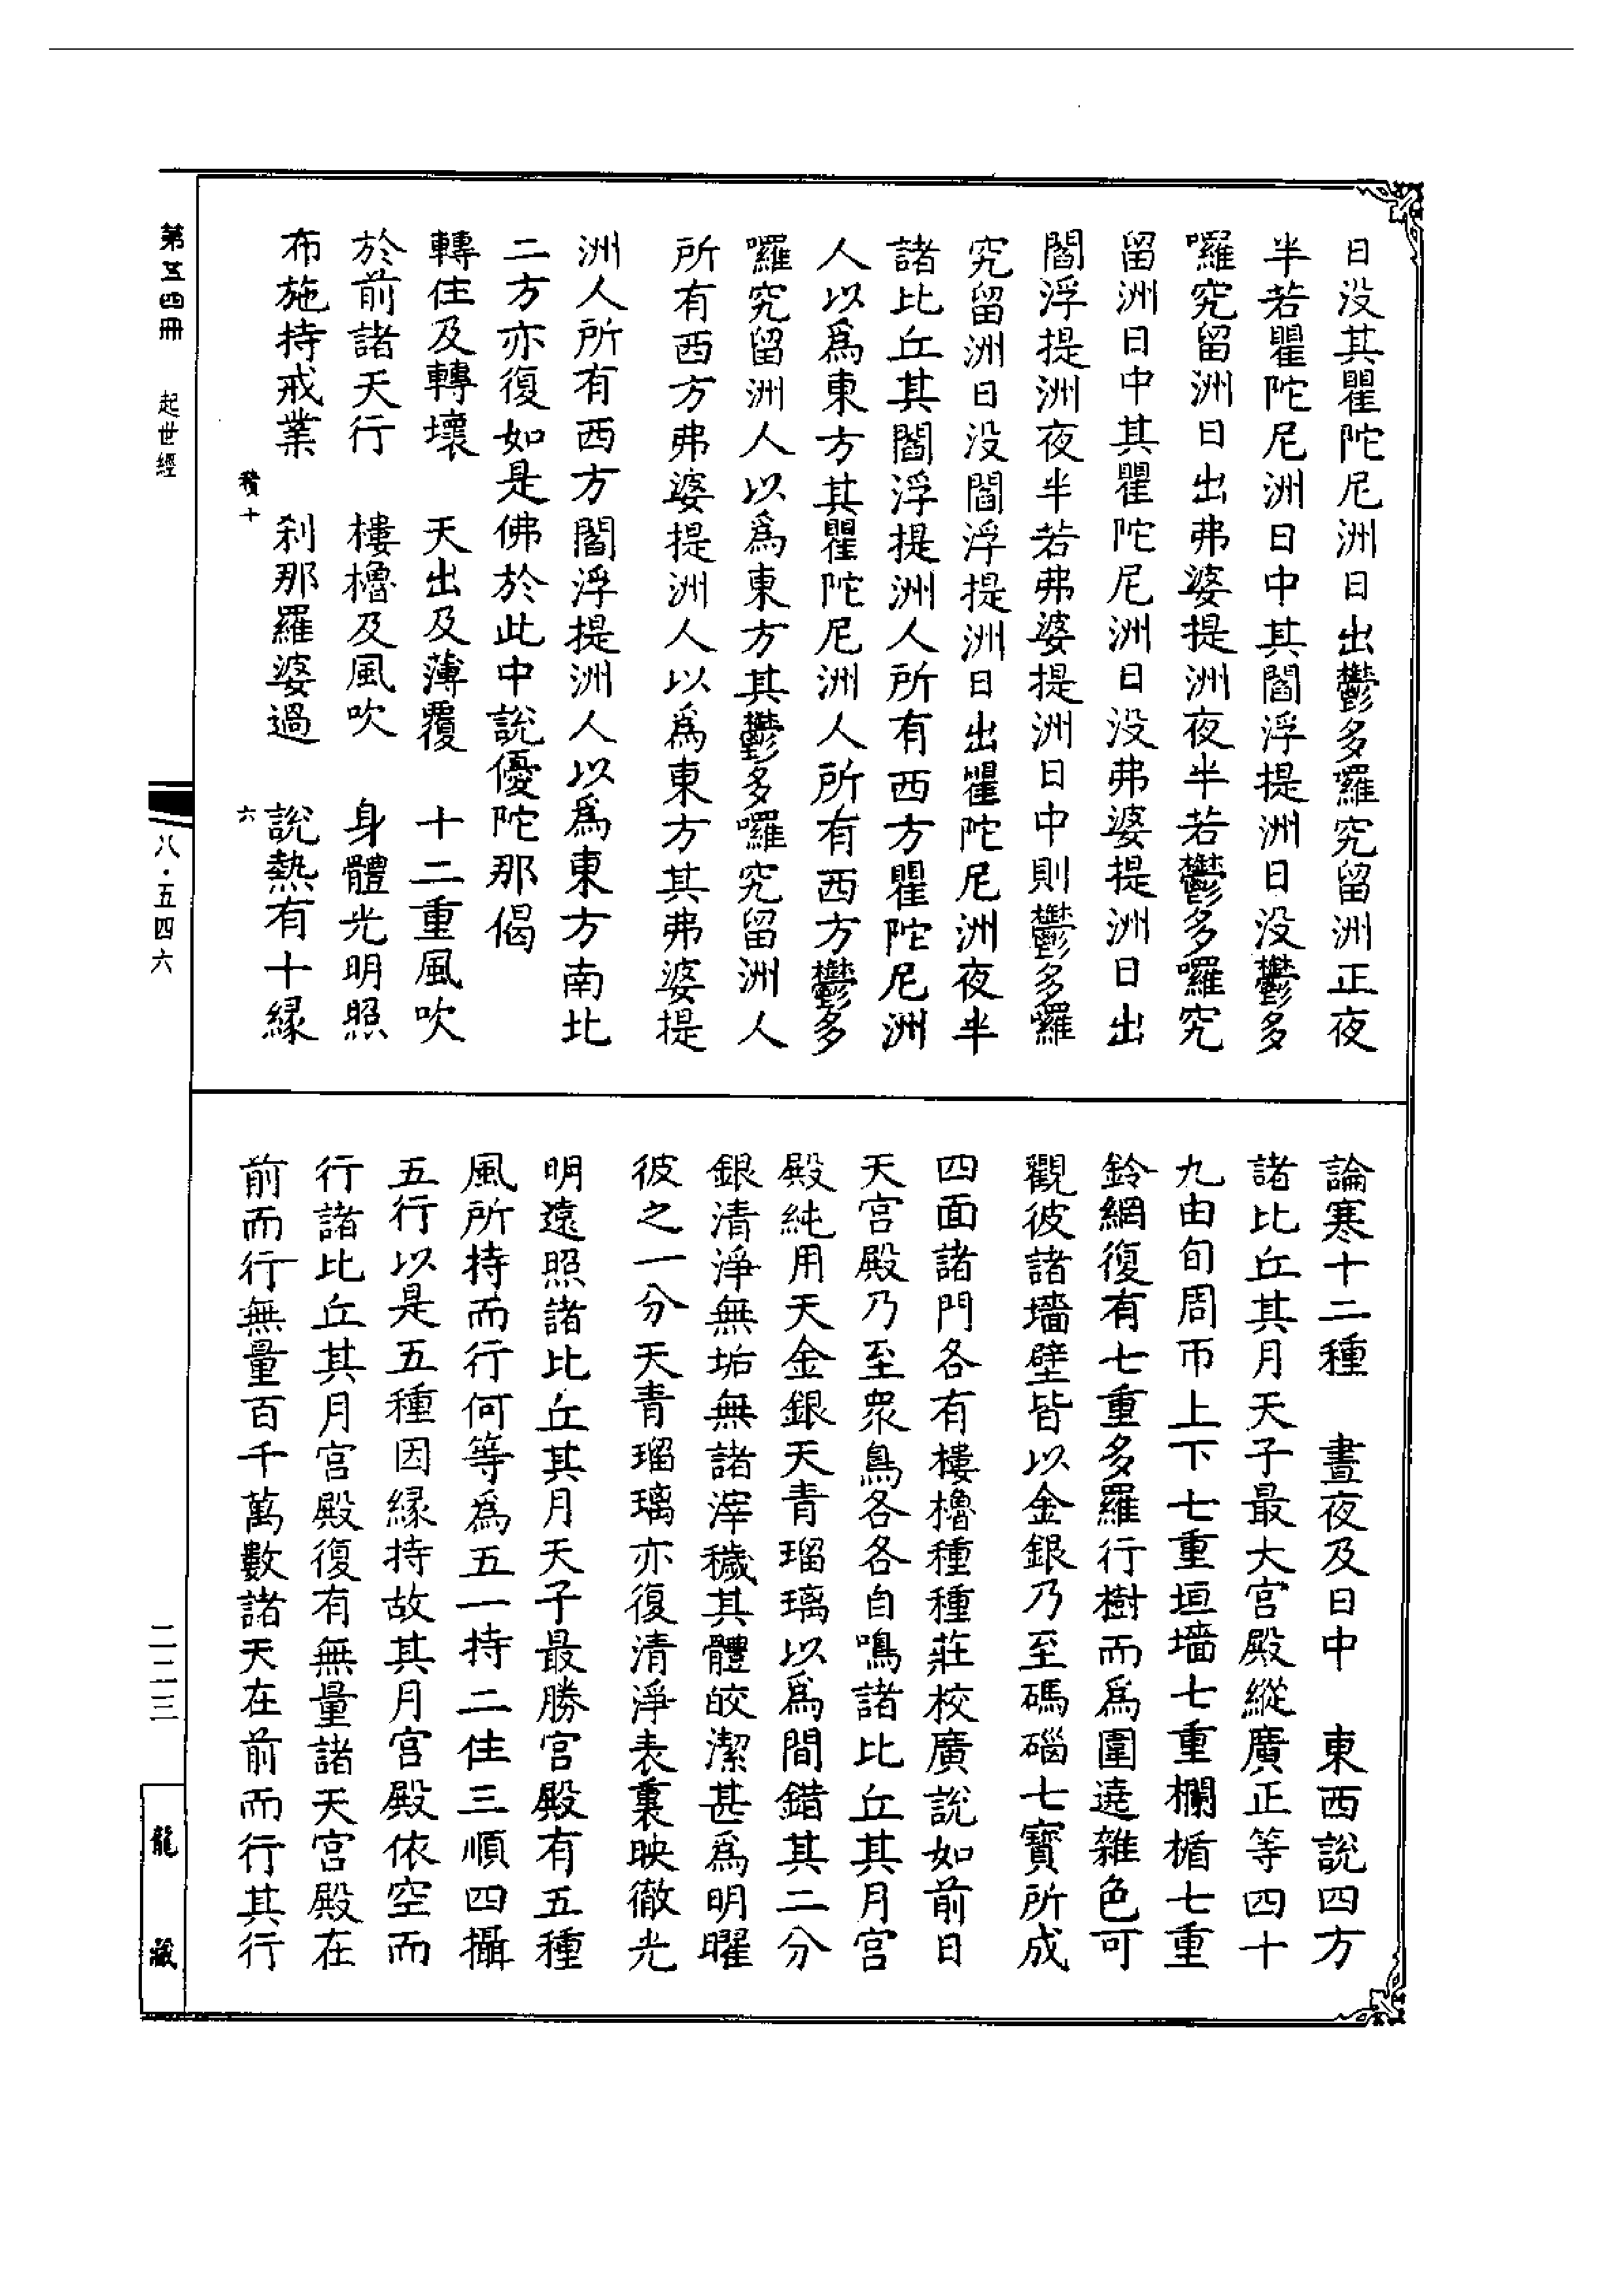 日没其瞿陀尼洲日出鬱多囉究留洲正夜
半若瞿陀尼洲日中其閻浮提洲日没鬱多
囉究留洲日出弗婆提洲夜半若鬱多囉究
留洲日中其瞿陀尼洲日没弗婆提洲日出
閻浮提洲夜半若弗婆提洲日中則鬱多囉
究留洲日没閻浮提洲日出瞿陀尼洲夜半
諸比丘其閻浮提洲人所有西方瞿陀尼洲
人以爲東方其瞿陀尼洲人所有西方鬱多
囉究留洲人以爲東方其鬱多囉究留洲人
所有西方弗婆提洲人以爲東方其弗婆提
洲人所有西方閻浮提洲人以爲東方南北
二方亦復如是佛於此中說優陀那偈
轉住及轉壞 天出及薄覆 十二重風吹
於前諸天行 樓櫓及風吹 身體光明照
布施持戒業 刹那羅婆過 說熱有十緣
積十 六
論寒十二種 晝夜及日中 東西說四方
諸比丘其月天子最大宮殿縱廣正等四十
九由旬周帀上下七重垣墻七重欄楯七重
鈴網復有七重多羅行樹而爲圍遶雜色可
觀彼諸墻壁皆以金銀乃至碼碯七寶所成
四面諸門各有樓櫓種種莊校廣說如前日
天宮殿乃至眾鳥各各自鳴諸比丘其月宮
殿純用天金銀天青瑠璃以爲間錯其二分
銀清淨無垢無諸滓穢其體皎潔甚爲明曜
彼之一分天青瑠璃亦復清淨表裏映徹光
明遠照諸比丘其月天子最勝宮殿有五種
風所持而行何等爲五一持二住三順四攝
五行以是五種因緣持故其月宮殿依空而
行諸比丘其月宮殿復有無量諸天宮殿在
前而行無量百千萬數諸天在前而行其行
第五四冊 起世經
八·五四六
二二三
龍藏